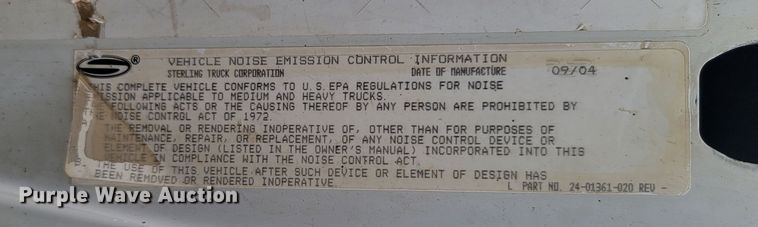 VEHICLE NOISE EMISSION CONTROL INFORMATION
STERLING TRUCK CORPORATION DATE OF MANUFACTURE 09/04
THIS COMPLETE VEHICLE CONFORMS TO U.S.EPA REGULATIONS FOR NOISE
EMISSION APPLICABLE TO MEDIUM AND HEAVY TRUCKS.
FOLLOWING ACTS OR THE CAUSING THEREOF BY ANY PERSON ARE PROHIBITED BY
THE NOISE CONTROL ACT OF 1972.
THE REMOVAL OR RENDERING INOPERATIVE OF, OTHER THAN FOR PURPOSES OF
MAINTENANCE, REPAIR, OR REPLACEMENT, OF ANY NOISE CONTROL DEVICE OR
ELEMENT OF DESIGN (LISTED IN THE OWNER'S MANUAL) INCORPORATED INTO THIS
IN COMPLIANCE WITH THE NOISE CONTROL ACT.
B. THE USE OF THIS VEHICLE AFTER SUCH DEVICE OR ELEMENT OF DESIGN HAS
BEEN REMOVED OR RENDERED INOPERATIVE.
L PART NO. 24-01361-020 REV -
Purple Wave Auction